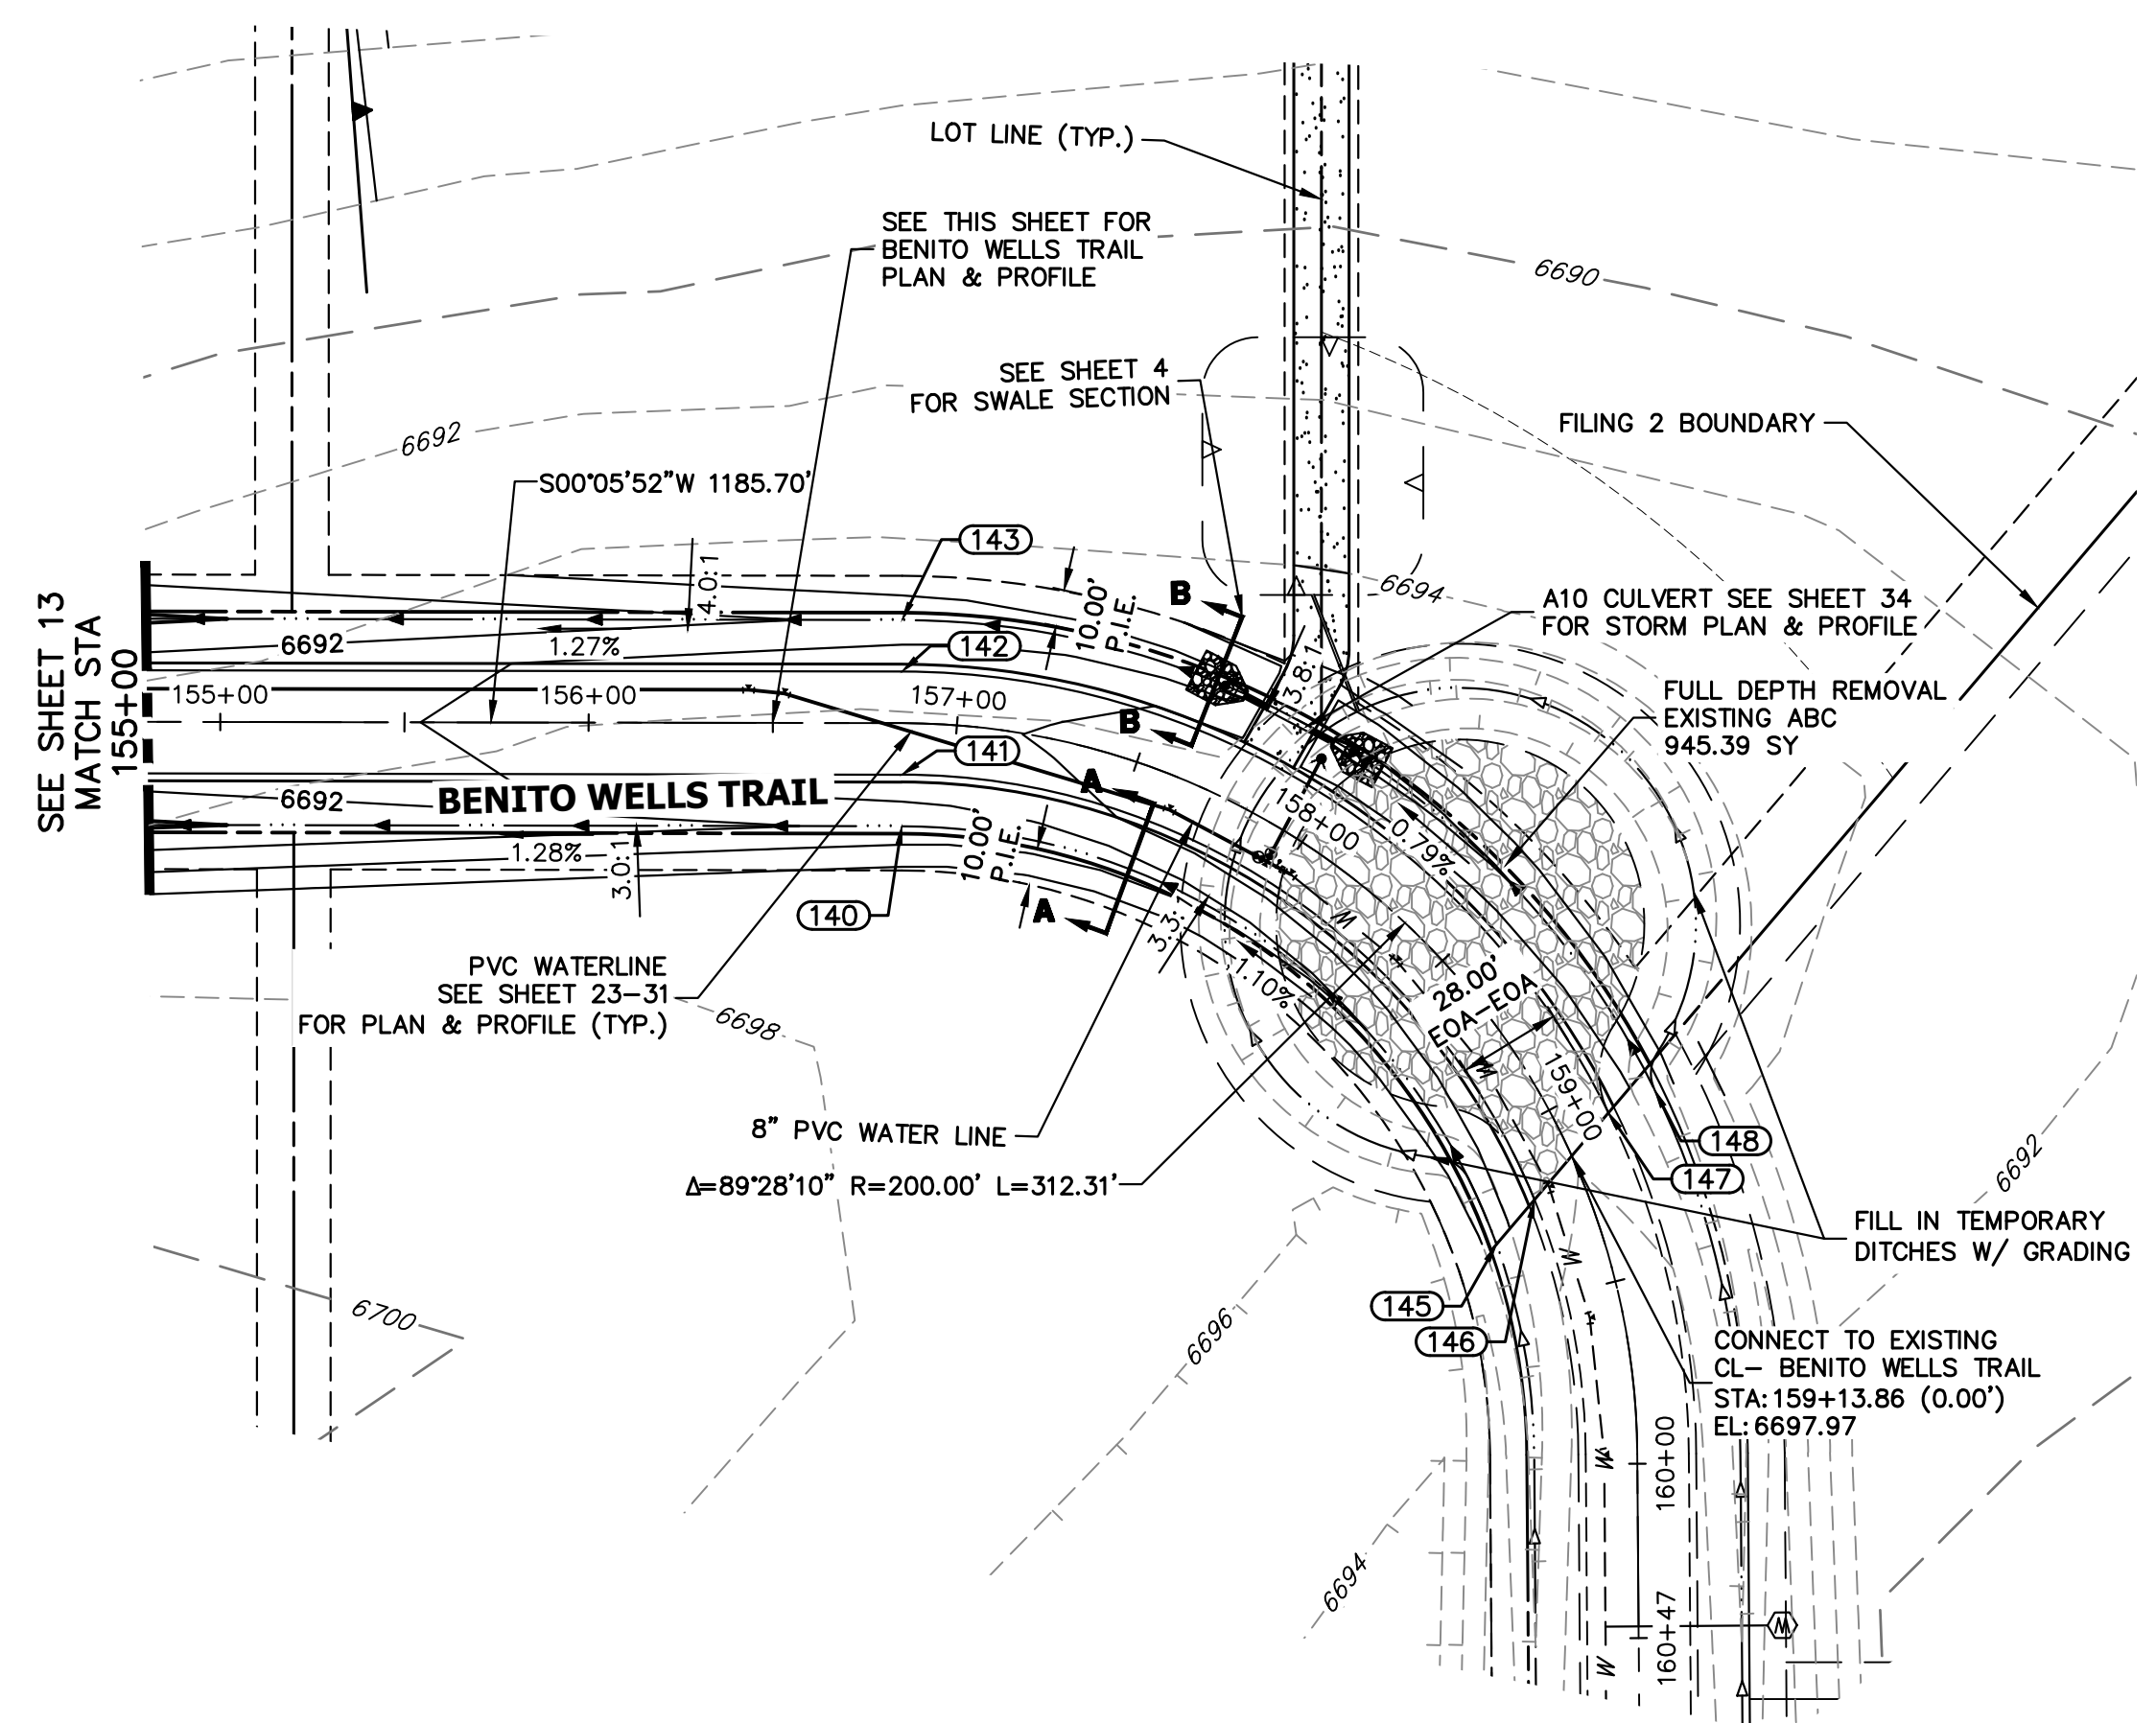 LOT LINE (TYP.)
SEE THIS SHEET FOR
BENITO WELLS TRAIL
PLAN & PROFILE
6690
SEE SHEET 4
FOR SWALE SECTION
FILING 2 BOUNDARY
6692
S00°05'52"W 1185.70'
143
4.0:1
6694
A10 CULVERT SEE SHEET 34
FOR STORM PLAN & PROFILE
B
10.00'
P.I.E.
SEE SHEET 13
MATCH STA
155+00
6692
1.27%
142
3.8:1
155+00
156+00
157+00
FULL DEPTH REMOVAL
EXISTING ABC
945.39 SY
B
141
A
6692
BENITO WELLS TRAIL
158+00
0.79%
1.28%
3.0:1
10.00'
P.I.E.
140
A
3.3:1
W
1.10%
28.00'
EOA-EOA
PVC WATERLINE
SEE SHEET 23-31
FOR PLAN & PROFILE (TYP.)
6698
W
159+00
8" PVC WATER LINE
148
147
Δ=89°28'10" R=200.00' L=312.31'
6692
FILL IN TEMPORARY
DITCHES W/ GRADING
W
145
146
6700
6696
CONNECT TO EXISTING
CL- BENITO WELLS TRAIL
STA:159+13.86 (0.00')
EL:6697.97
W
160+00
6694
160+47
M
W